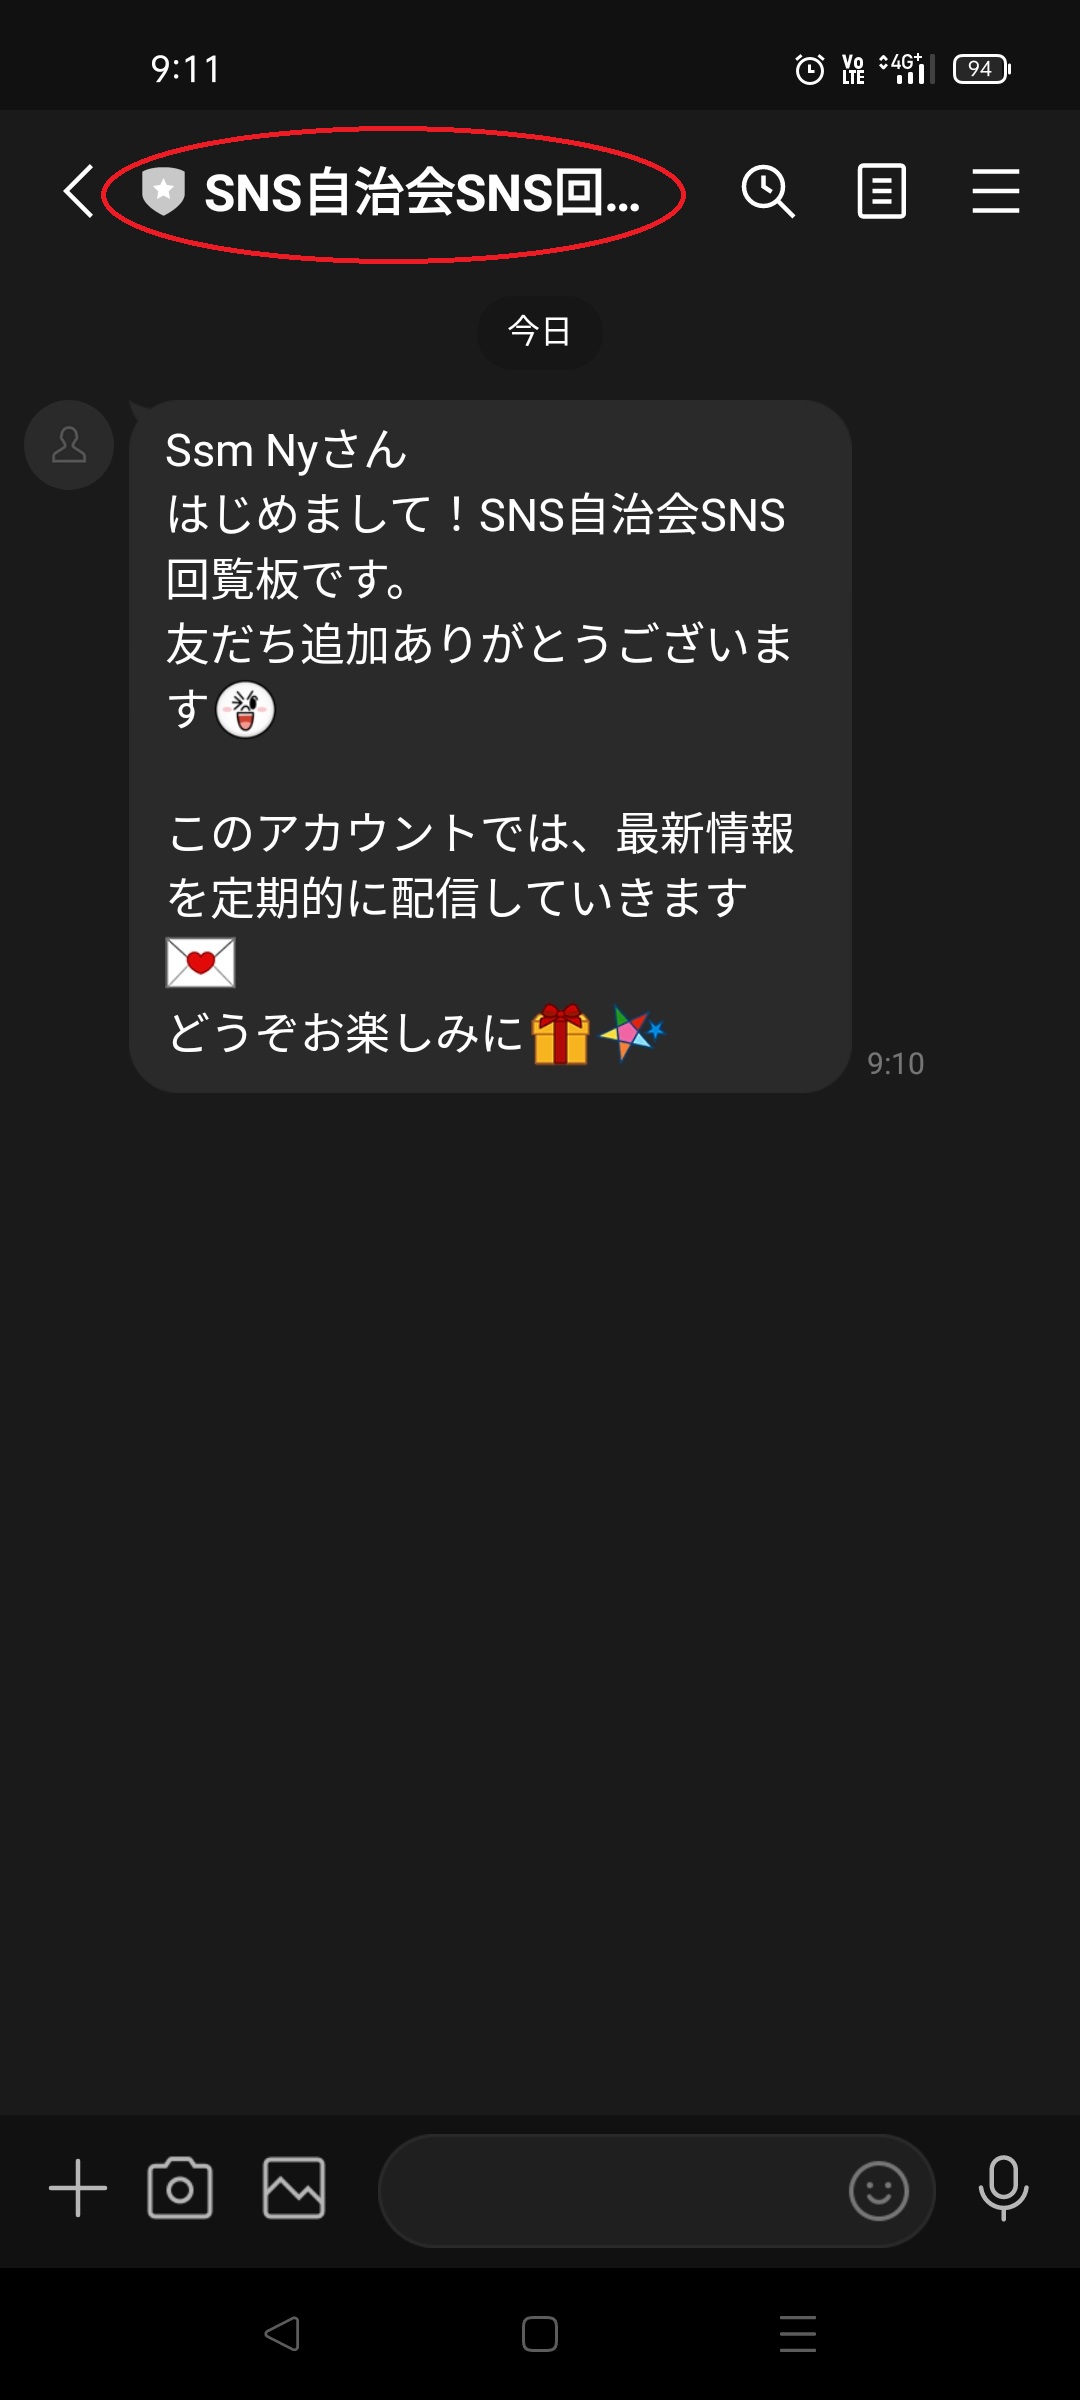 9:11
Vo LTE 4G+ 94
SNS自治会SNS回...
今日
Ssm Nyさん
はじめまして！SNS自治会SNS
回覧板です。
友だち追加ありがとうございま
す
このアカウントでは、最新情報
を定期的に配信していきます
どうぞお楽しみに
9:10